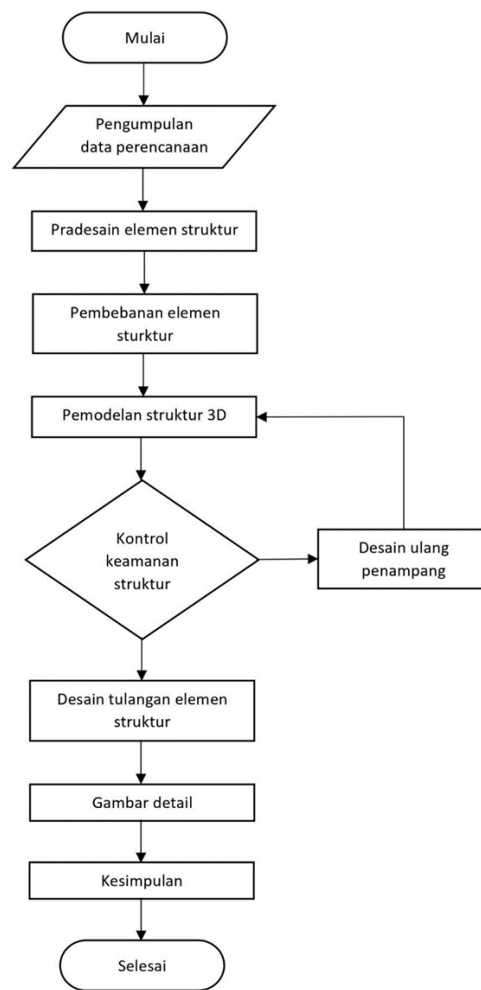 Mulai
Pengumpulan
data perencanaan
Pradesain elemen struktur
Pembebanan elemen
sturktur
Pemodelan struktur 3D
Kontrol
keamanan
struktur
Desain ulang
penampang
Desain tulangan elemen
struktur
Gambar detail
Kesimpulan
Selesai